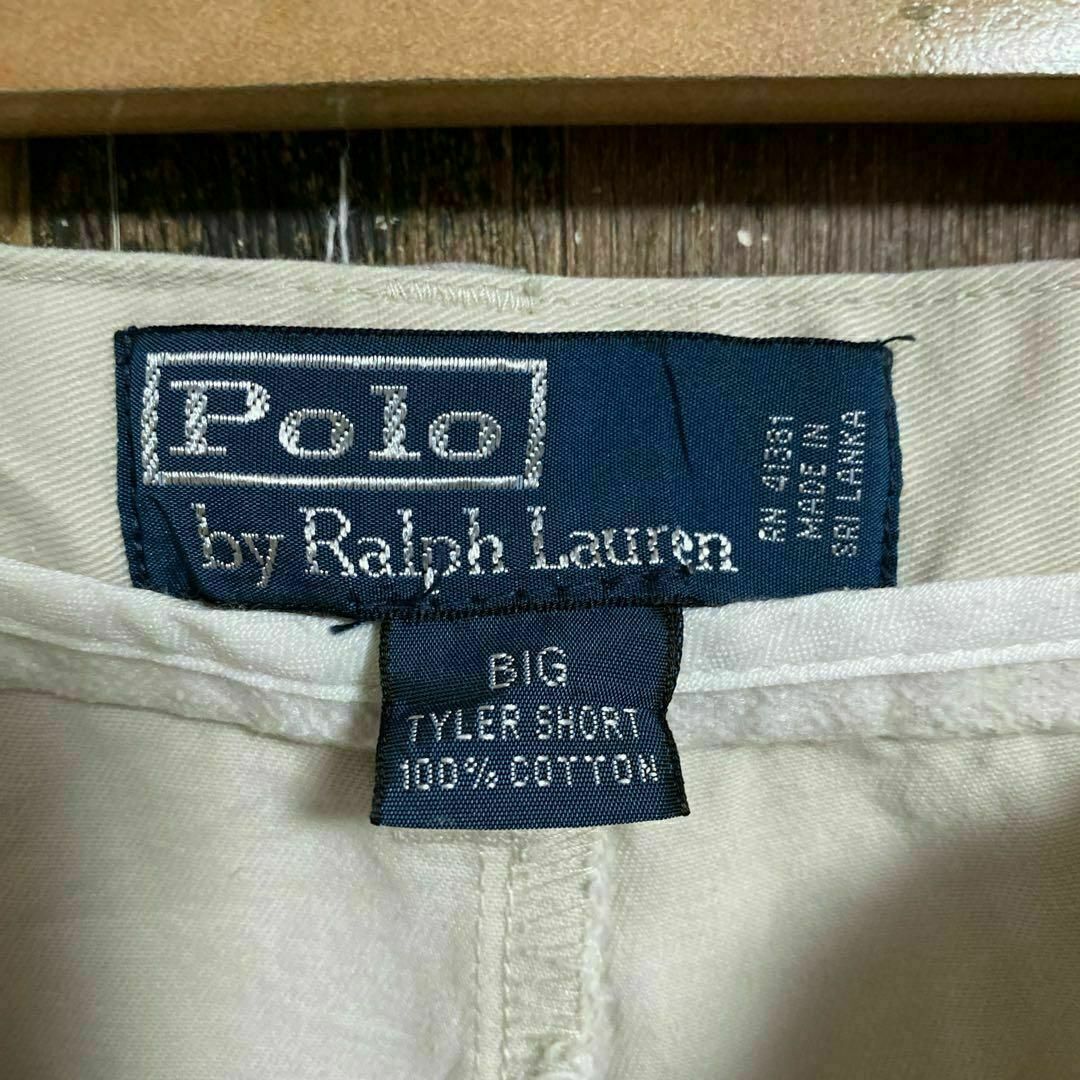 Polo
by Ralph Lauren
RN 41381
MADE IN
SRI LANKA
BIG
TYLER SHORT
100% COTTON